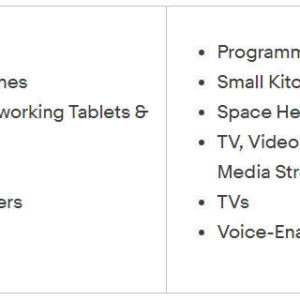 nes
working Tablets &
ers
Programm
Small Kitc
Space He
TV, Video
Media Str
TVs
Voice-Ena